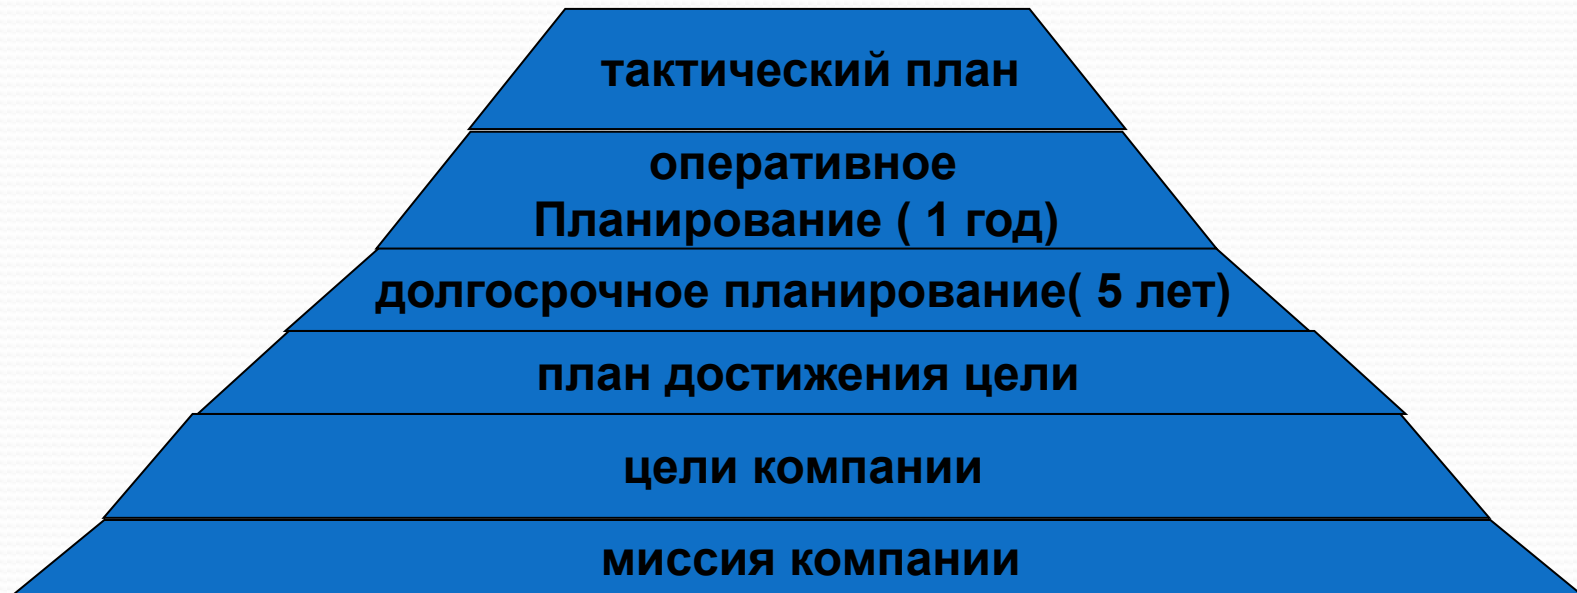 тактический план
оперативное
Планирование ( 1 год)
долгосрочное планирование( 5 лет)
план достижения цели
цели компании
миссия компании